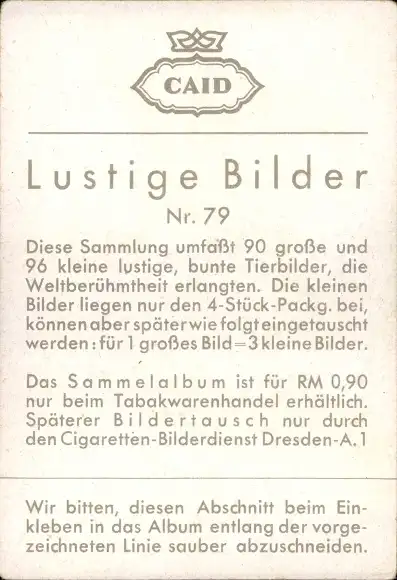 CAID
Lustige Bilder
Nr. 79
Diese Sammlung umfaßt 90 große und
96 kleine lustige, bunte Tierbilder, die
Weltberühmtheit erlangten. Die kleinen
Bilder liegen nur den 4-Stück-Packg. bei,
können aber später wie folgt eingetauscht
werden: für 1 großes Bild=3 kleine Bilder.
Das Sammelalbum ist für RM 0,90
nur beim Tabakwarenhandel erhältlich.
Späterer Bildertausch nur durch
den Cigaretten-Bilderdienst Dresden-A. 1
Wir bitten, diesen Abschnitt beim Ein-
kleben in das Album entlang der vorge-
zeichneten Linie sauber abzuschneiden.